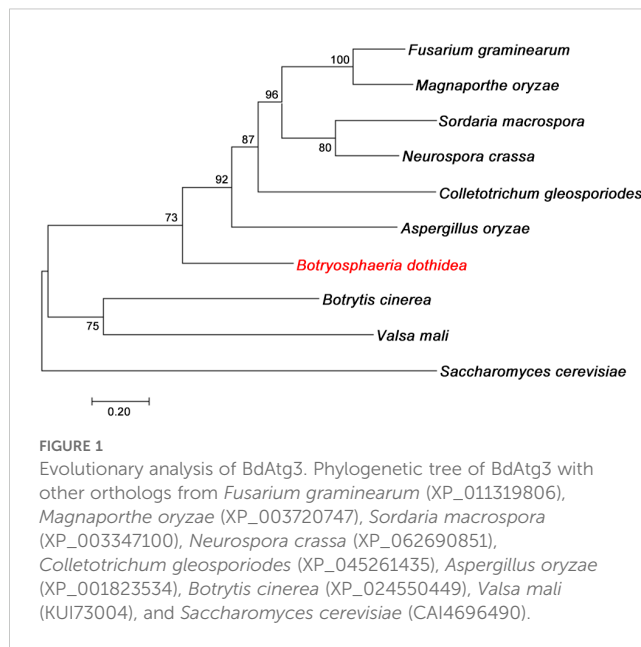 Fusarium graminearum
100
Magnaporthe oryzae
96
Sordaria macrospora
87
80
Neurospora crassa
92
Colletotrichum gleosporiodes
73
Aspergillus oryzae
Botryosphaeria dothidea
Botrytis cinerea
75
Valsa mali
Saccharomyces cerevisiae
0.20
FIGURE 1
Evolutionary analysis of BdAtg3. Phylogenetic tree of BdAtg3 with
other orthologs from Fusarium graminearum (XP_011319806),
Magnaporthe oryzae (XP_003720747), Sordaria macrospora
(XP_003347100), Neurospora crassa (XP_062690851),
Colletotrichum gleosporiodes (XP_045261435), Aspergillus oryzae
(XP_001823534), Botrytis cinerea (XP_024550449), Valsa mali
(KUI73004), and Saccharomyces cerevisiae (CAI4696490).